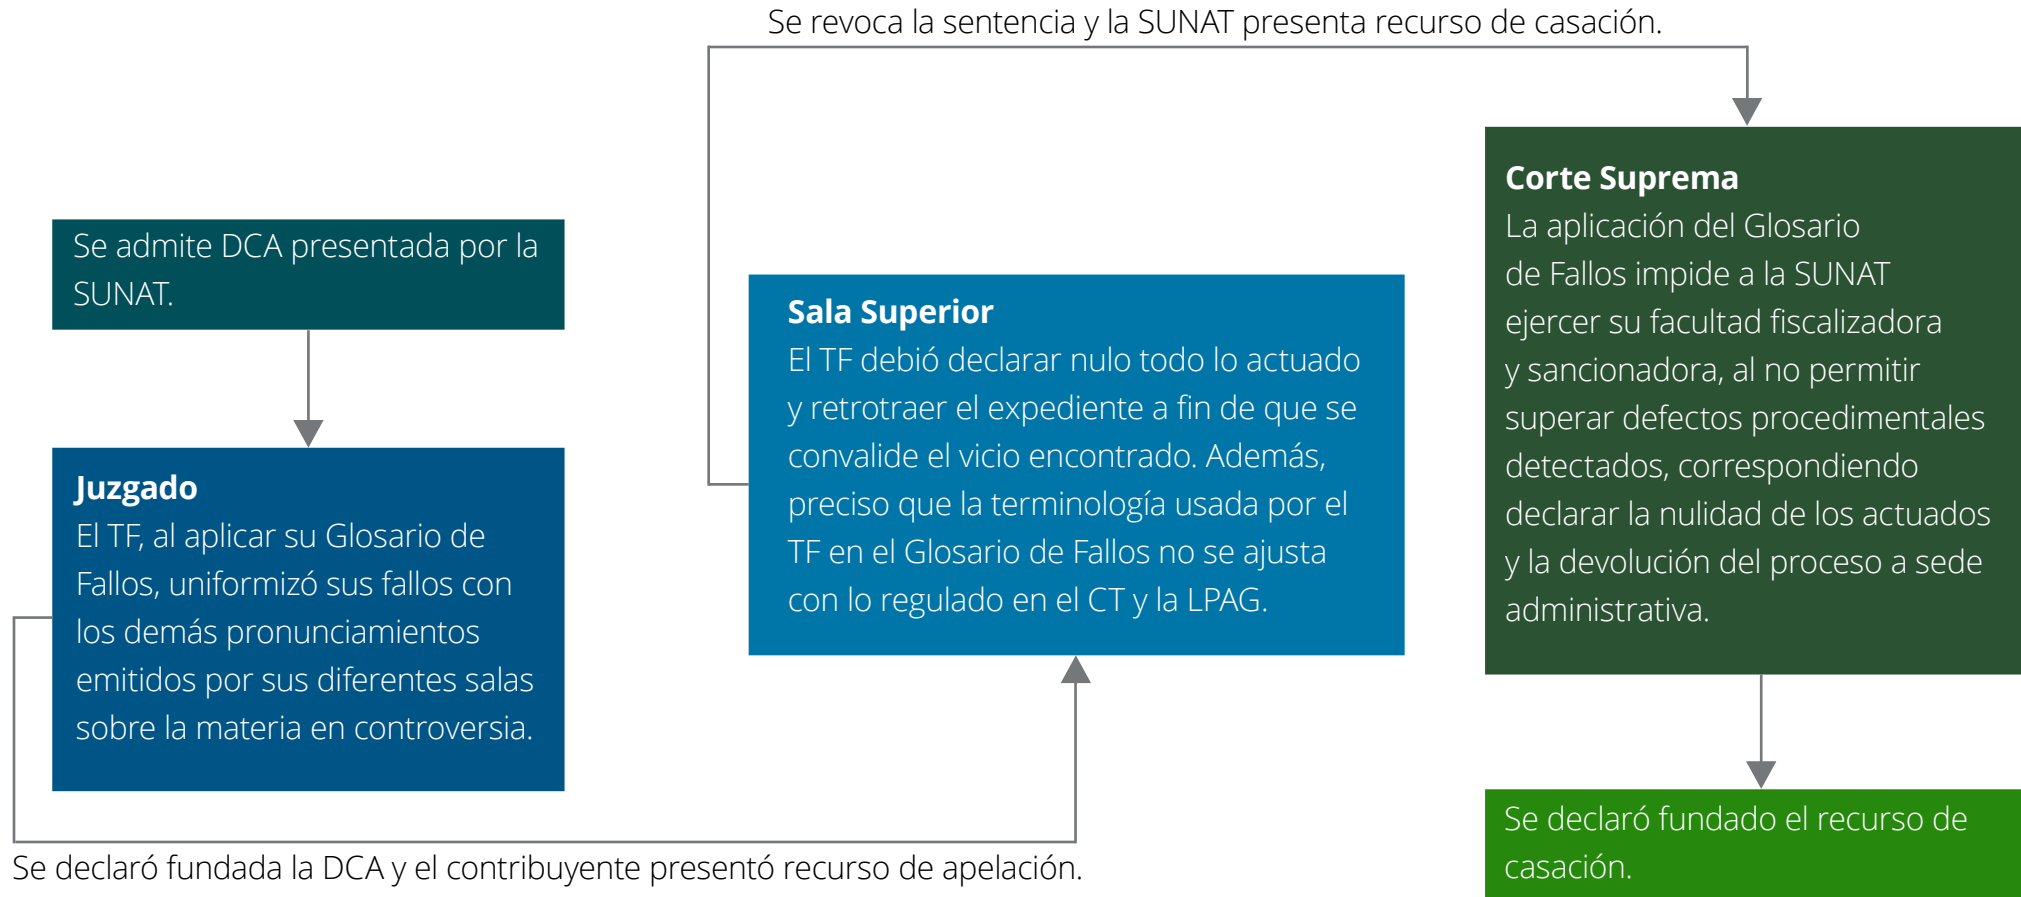 Se revoca la sentencia y la SUNAT presenta recurso de casación.
Se admite DCA presentada por la
SUNAT.
Juzgado
El TF, al aplicar su Glosario de
Fallos, uniformizó sus fallos con
los demás pronunciamientos
emitidos por sus diferentes salas
sobre la materia en controversia.
Se declaró fundada la DCA y el contribuyente presentó recurso de apelación.
Sala Superior
El TF debió declarar nulo todo lo actuado
y retrotraer el expediente a fin de que se
convalide el vicio encontrado. Además,
preciso que la terminología usada por el
TF en el Glosario de Fallos no se ajusta
con lo regulado en el CT y la LPAG.
Corte Suprema
La aplicación del Glosario
de Fallos impide a la SUNAT
ejercer su facultad fiscalizadora
y sancionadora, al no permitir
superar defectos procedimentales
detectados, correspondiendo
declarar la nulidad de los actuados
y la devolución del proceso a sede
administrativa.
Se declaró fundado el recurso de
casación.